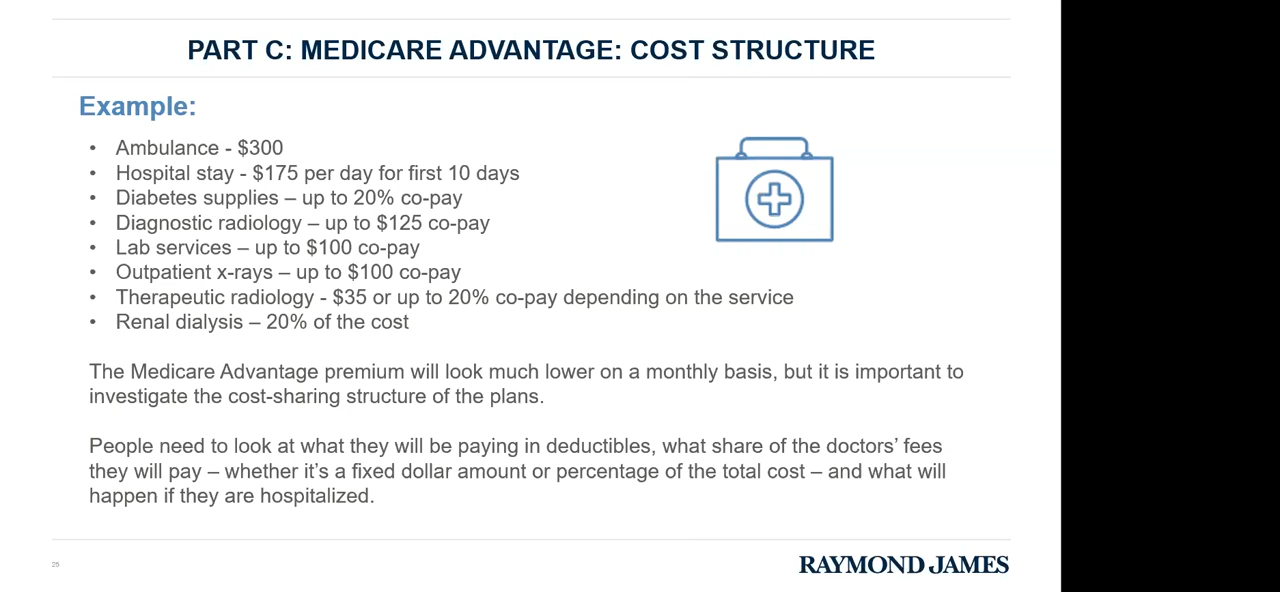 PART C: MEDICARE ADVANTAGE: COST STRUCTURE
Example:
• Ambulance - $300
• Hospital stay - $175 per day for first 10 days
• Diabetes supplies – up to 20% co-pay
• Diagnostic radiology – up to $125 co-pay
• Lab services – up to $100 co-pay
• Outpatient x-rays – up to $100 co-pay
• Therapeutic radiology - $35 or up to 20% co-pay depending on the service
• Renal dialysis – 20% of the cost
The Medicare Advantage premium will look much lower on a monthly basis, but it is important to
investigate the cost-sharing structure of the plans.
People need to look at what they will be paying in deductibles, what share of the doctors’ fees
they will pay – whether it’s a fixed dollar amount or percentage of the total cost – and what will
happen if they are hospitalized.
RAYMOND JAMES